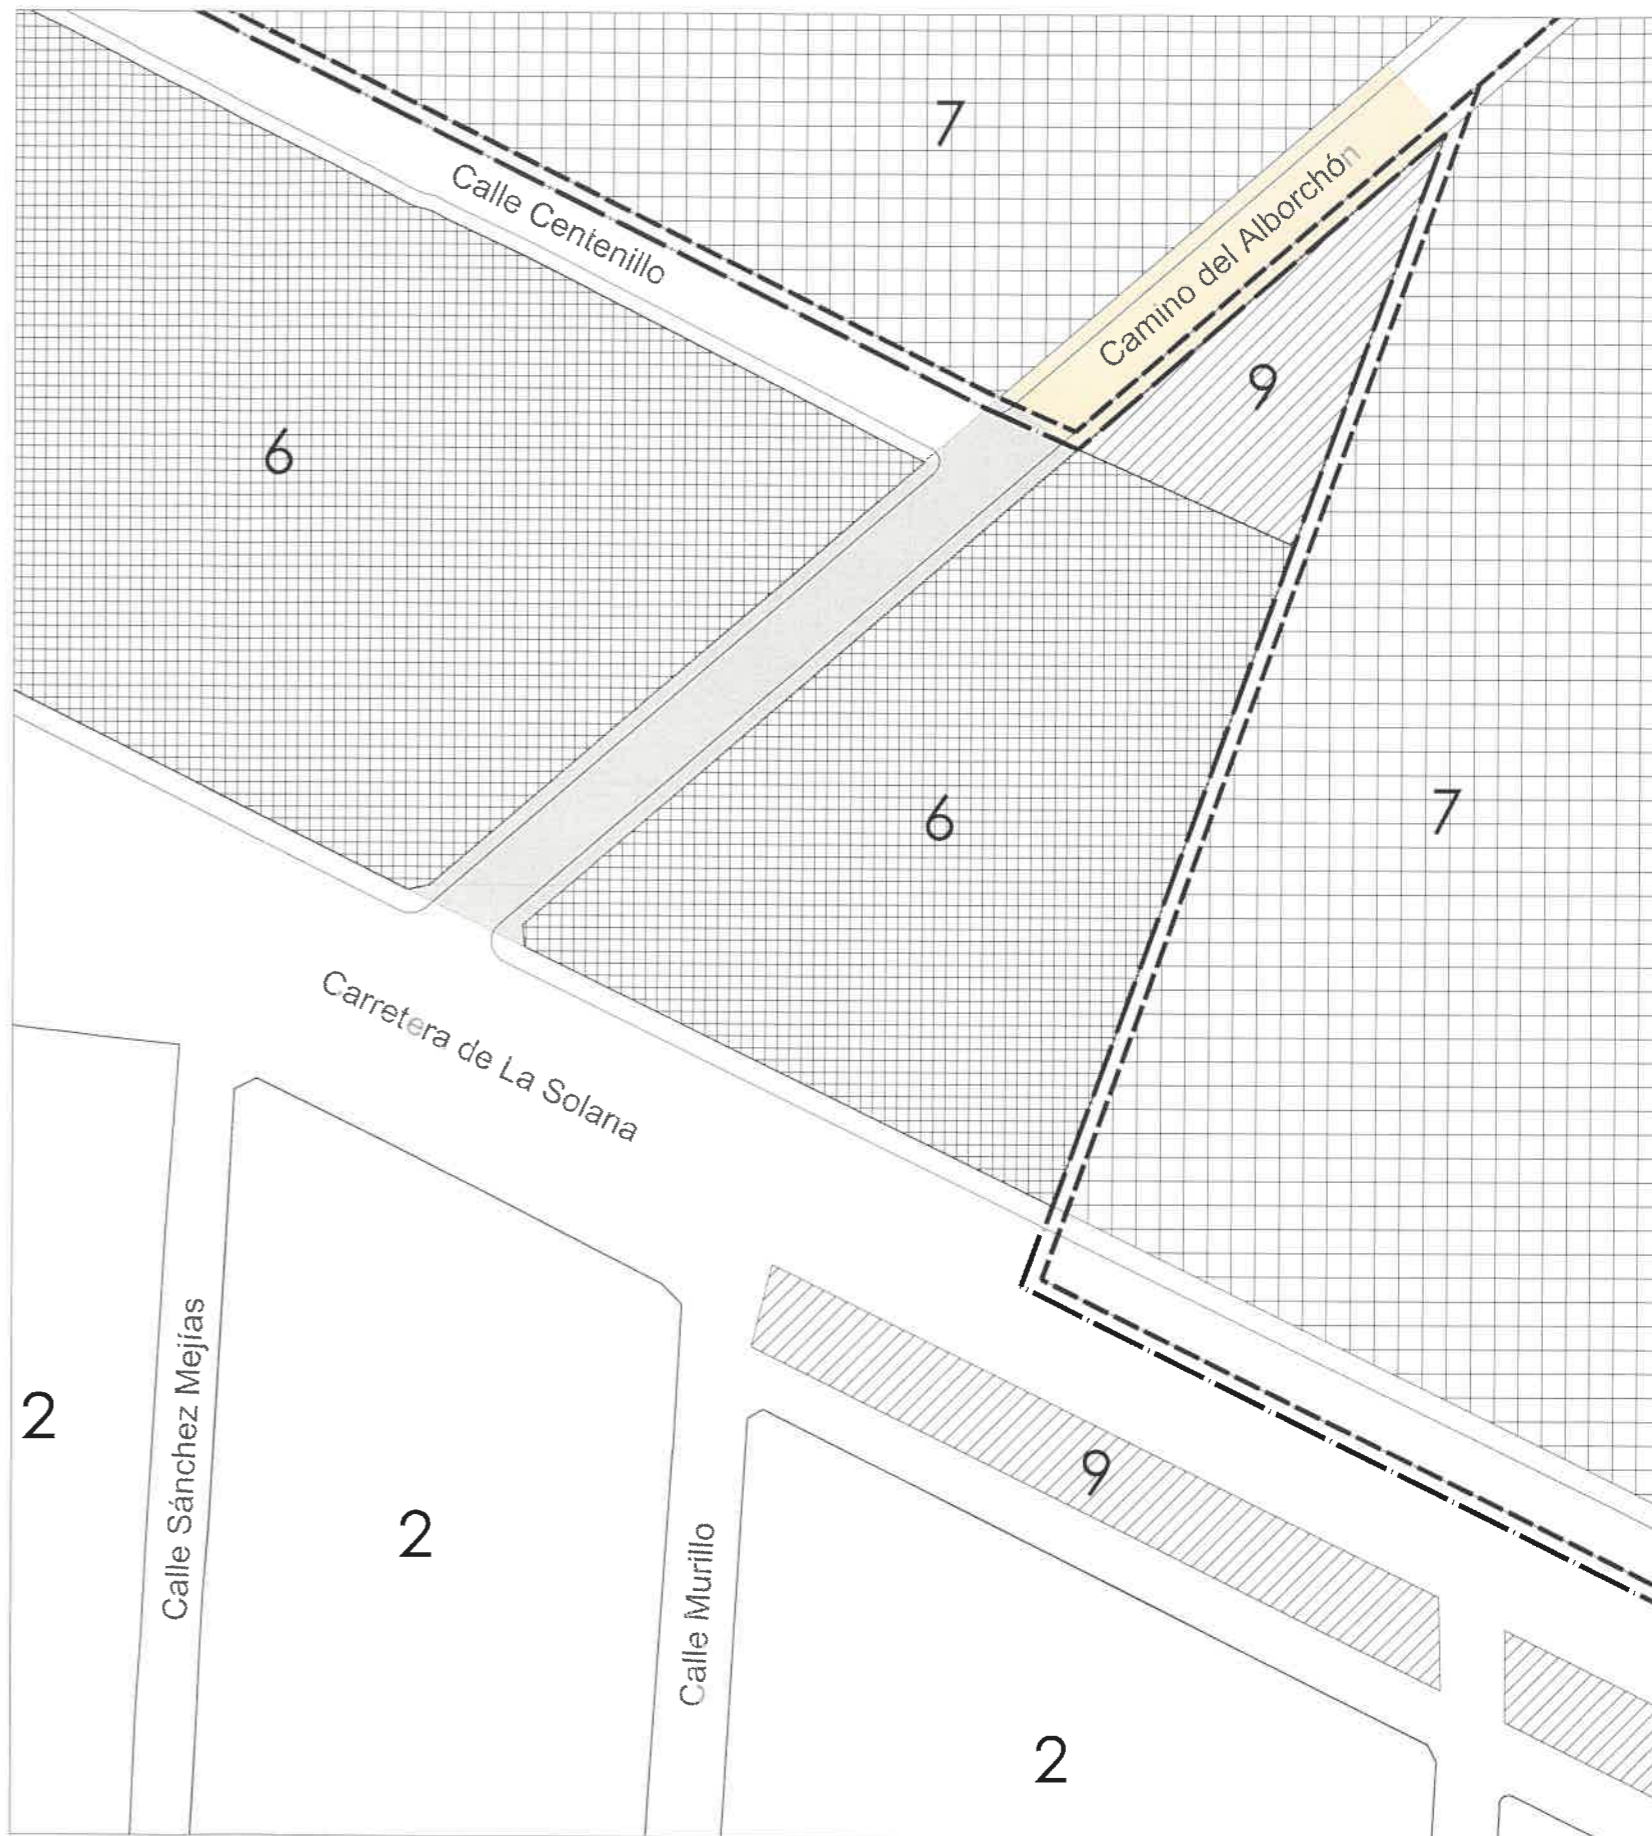 7
Calle Centenillo
Camino del Alborchón
9
6
6
7
Carretera de La Solana
Calle Sánchez Mejías
2
2
Calle Murillo
9
2